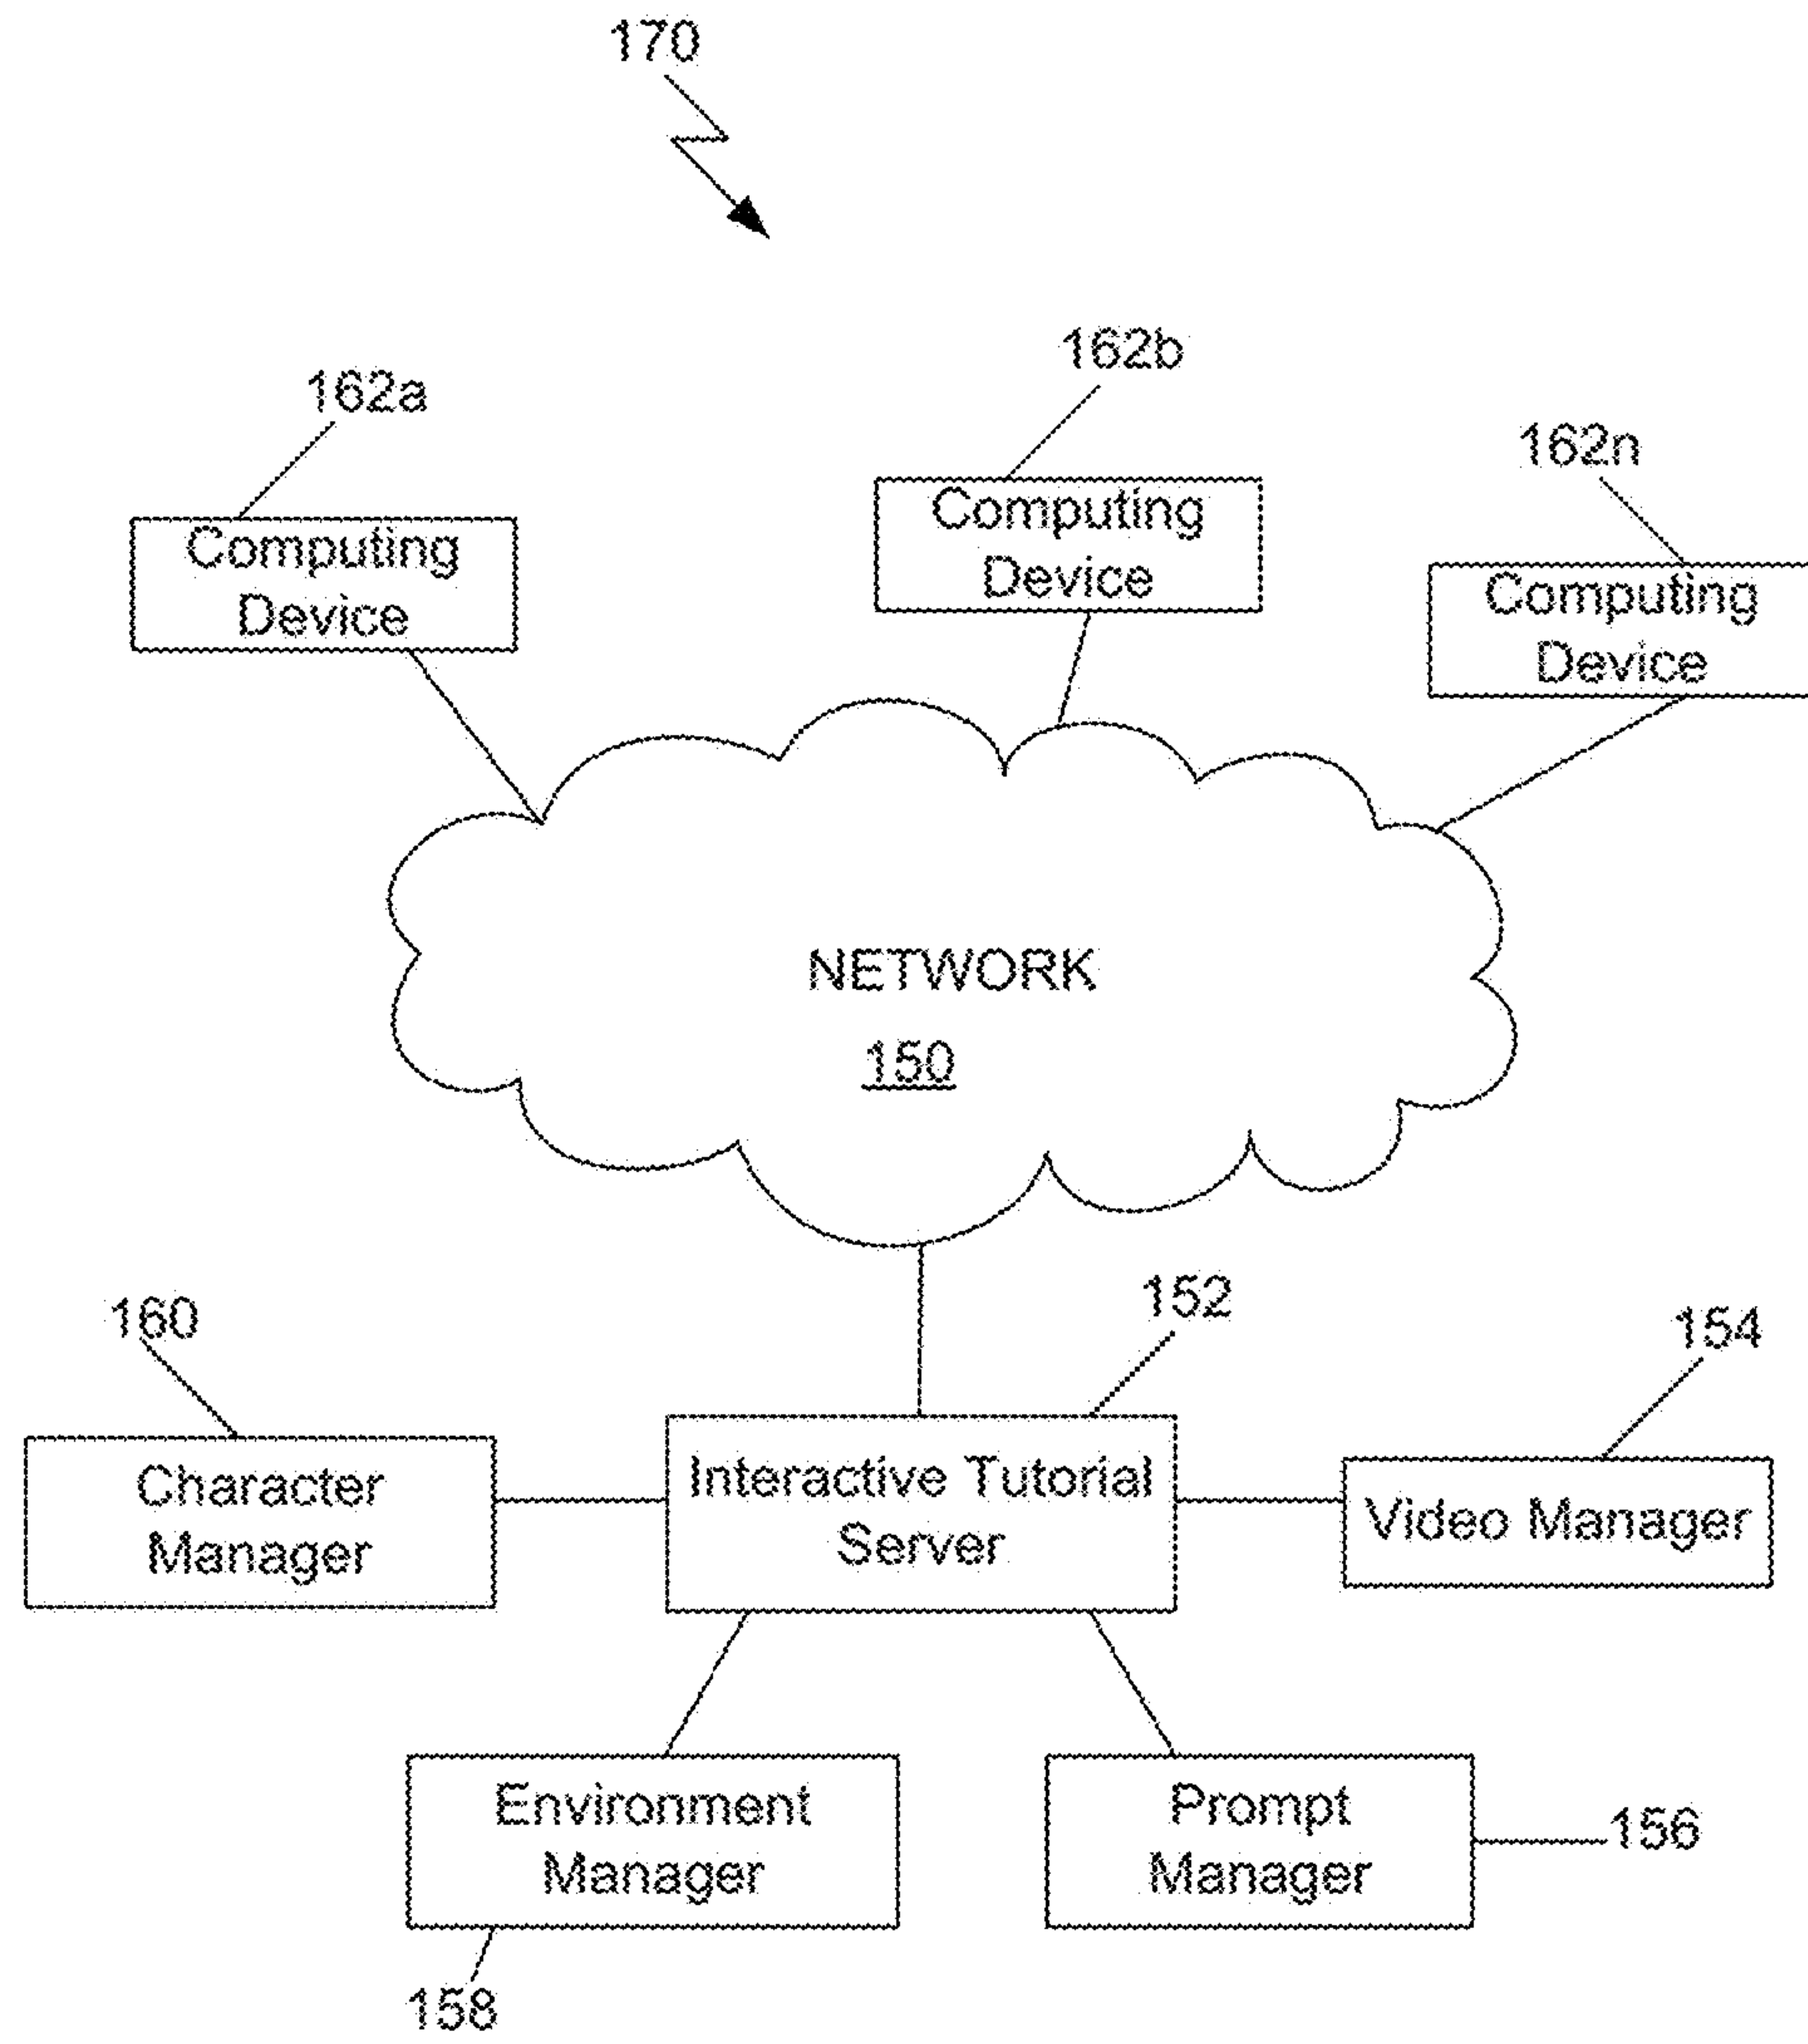 170
162b
162a
162n
Computing
Device
Computing
Device
Computing
Device
NETWORK
150
160
152
154
Character
Manager
Interactive Tutorial
Server
Video Manager
Environment
Manager
Prompt
Manager
156
158